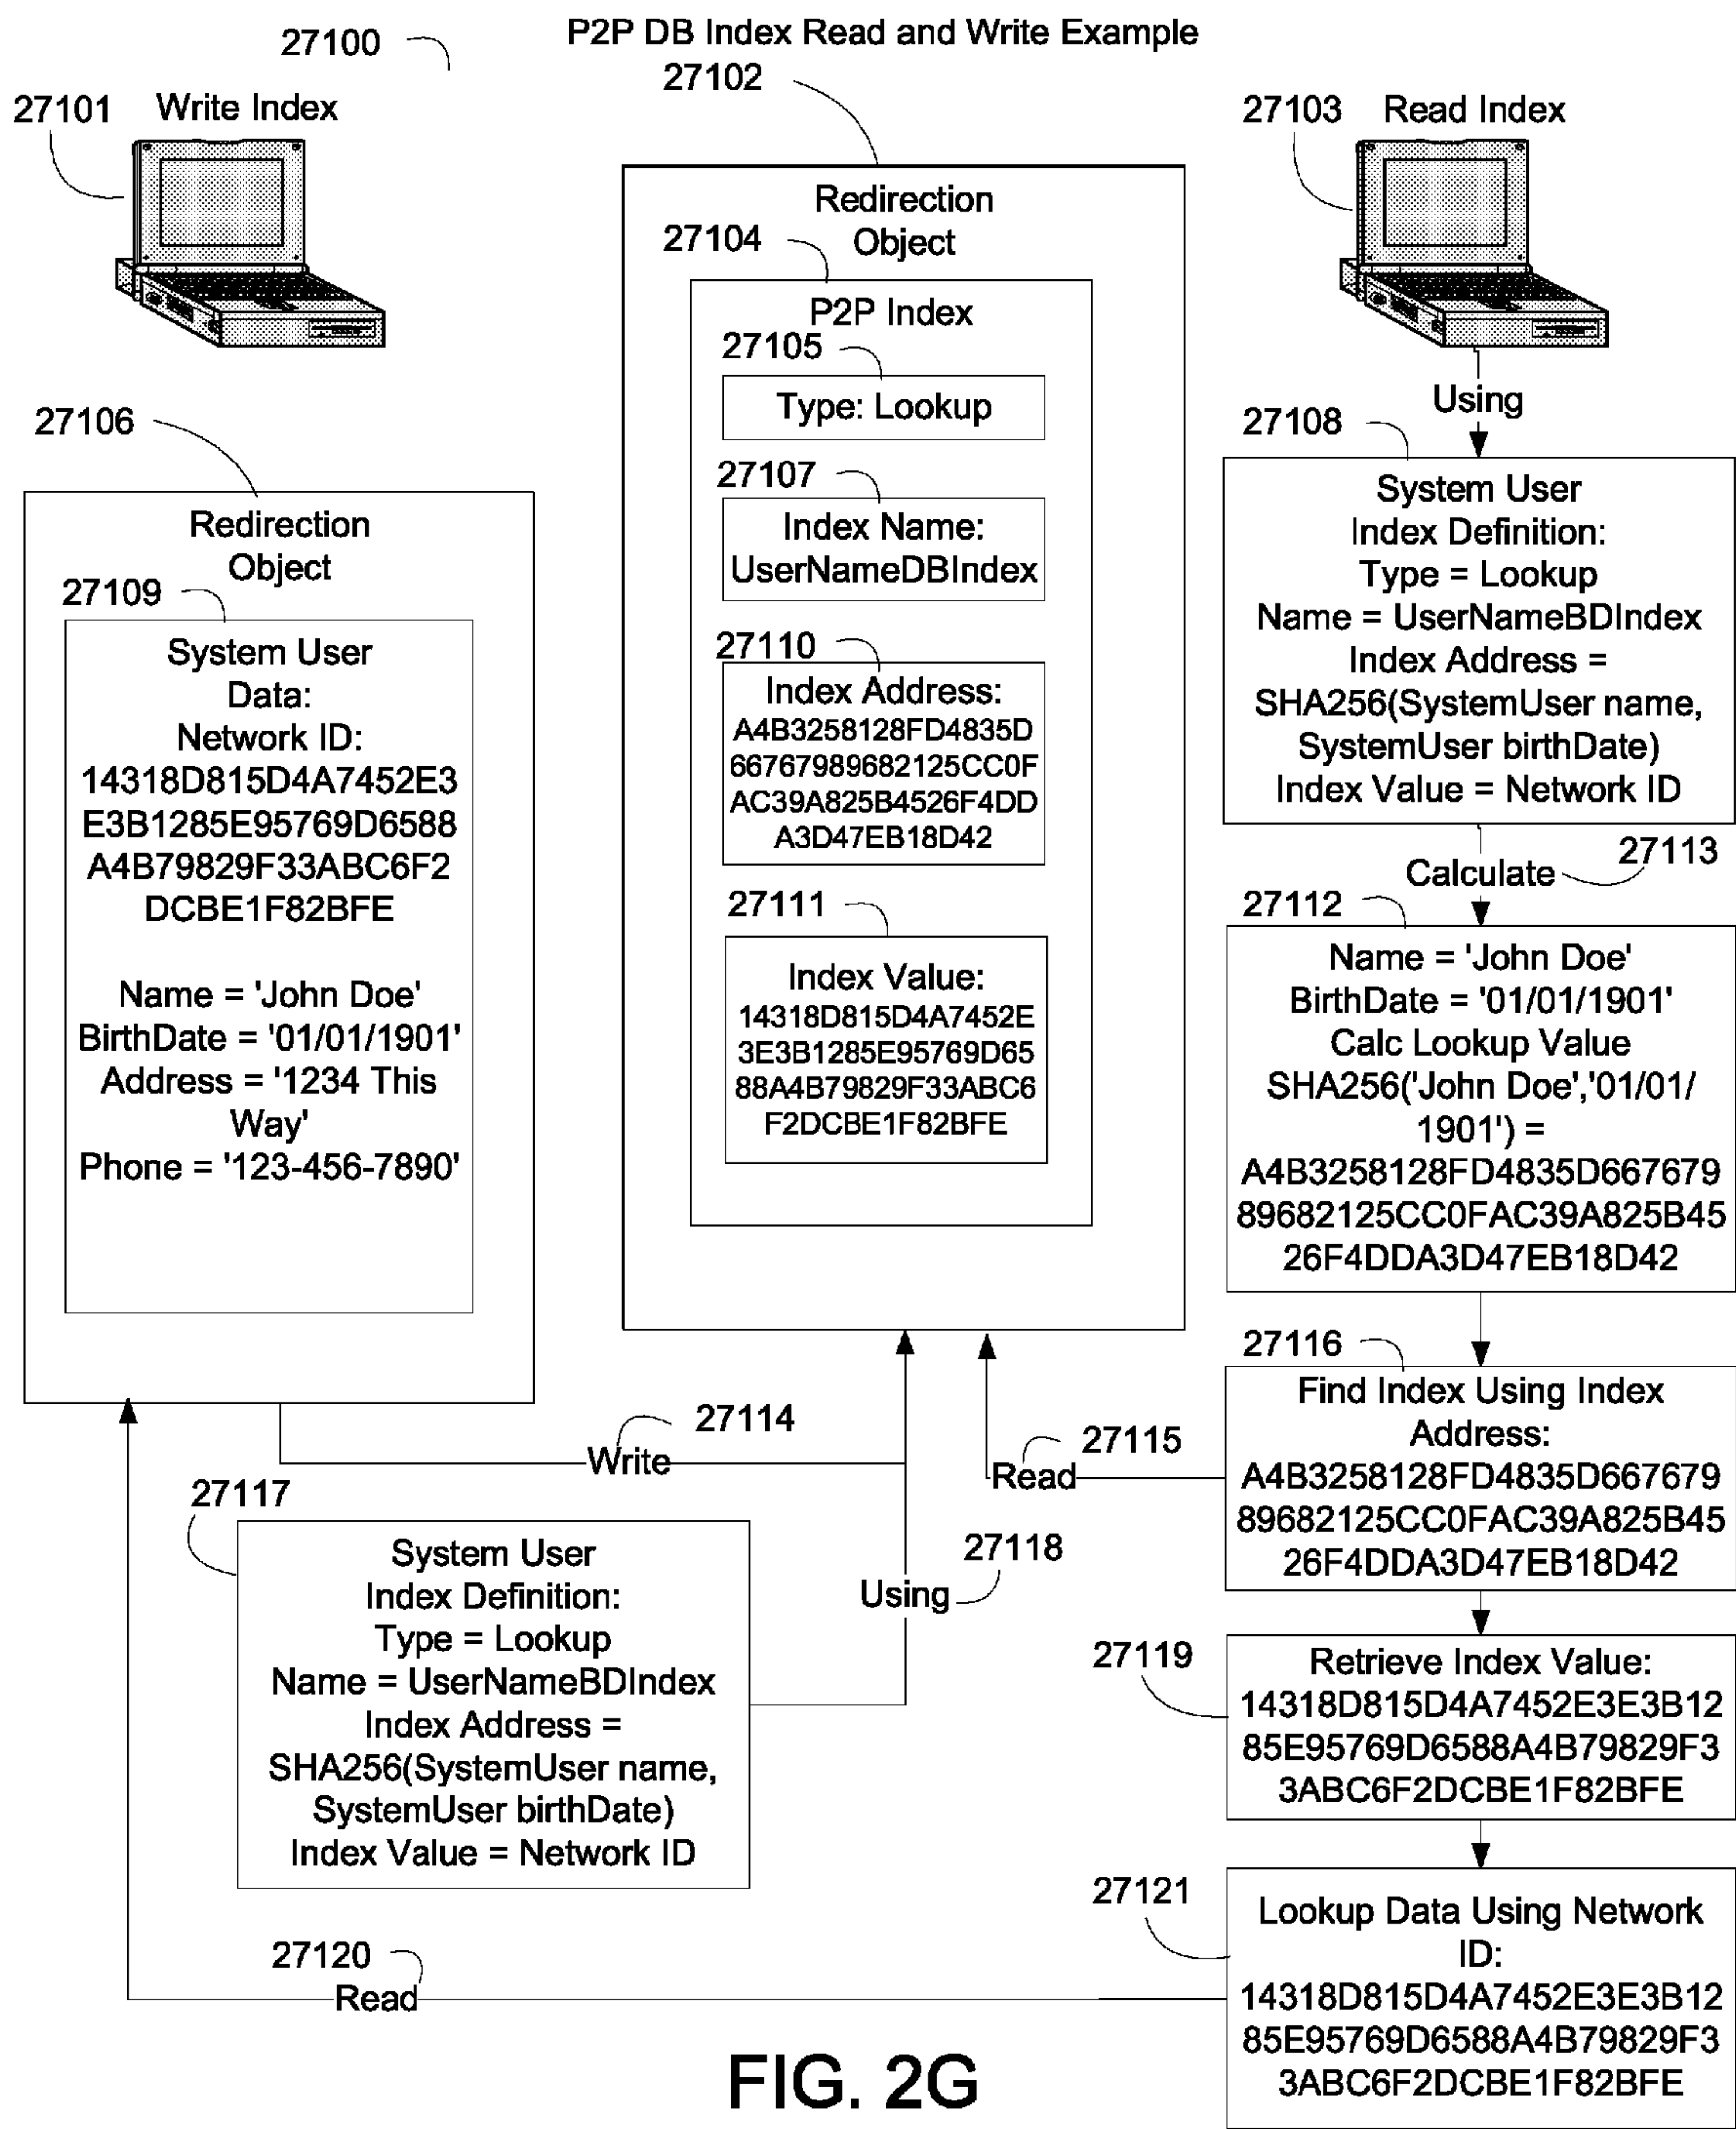 P2P DB Index Read and Write Example
27100
27102
27101
Write Index
27103
Read Index
Redirection
Object
27104
P2P Index
27105
Type: Lookup
27107
Index Name:
UserNameDBIndex
27110
Index Address:
A4B3258128FD4835D
66767989682125CC0F
AC39A825B4526F4DD
A3D47EB18D42
27111
Index Value:
14318D815D4A7452E
3E3B1285E95769D65
88A4B79829F33ABC6
F2DCBE1F82BFE
27106
Redirection
Object
27109
System User
Data:
Network ID:
14318D815D4A7452E3
E3B1285E95769D6588
A4B79829F33ABC6F2
DCBE1F82BFE
Name = 'John Doe'
BirthDate = '01/01/1901'
Address = '1234 This
Way'
Phone = '123-456-7890'
Using
27108
System User
Index Definition:
Type = Lookup
Name = UserNameBDIndex
Index Address =
SHA256(SystemUser name,
SystemUser birthDate)
Index Value = Network ID
Calculate
27113
27112
Name = 'John Doe'
BirthDate = '01/01/1901'
Calc Lookup Value
SHA256('John Doe','01/01/
1901') =
A4B3258128FD4835D667679
89682125CC0FAC39A825B45
26F4DDA3D47EB18D42
27116
Find Index Using Index
Address:
A4B3258128FD4835D667679
89682125CC0FAC39A825B45
26F4DDA3D47EB18D42
27114
Write
27115
Read
27117
System User
Index Definition:
Type = Lookup
Name = UserNameBDIndex
Index Address =
SHA256(SystemUser name,
SystemUser birthDate)
Index Value = Network ID
27118
Using
27119
Retrieve Index Value:
14318D815D4A7452E3E3B12
85E95769D6588A4B79829F3
3ABC6F2DCBE1F82BFE
27121
Lookup Data Using Network
ID:
14318D815D4A7452E3E3B12
85E95769D6588A4B79829F3
3ABC6F2DCBE1F82BFE
27120
Read
FIG. 2G